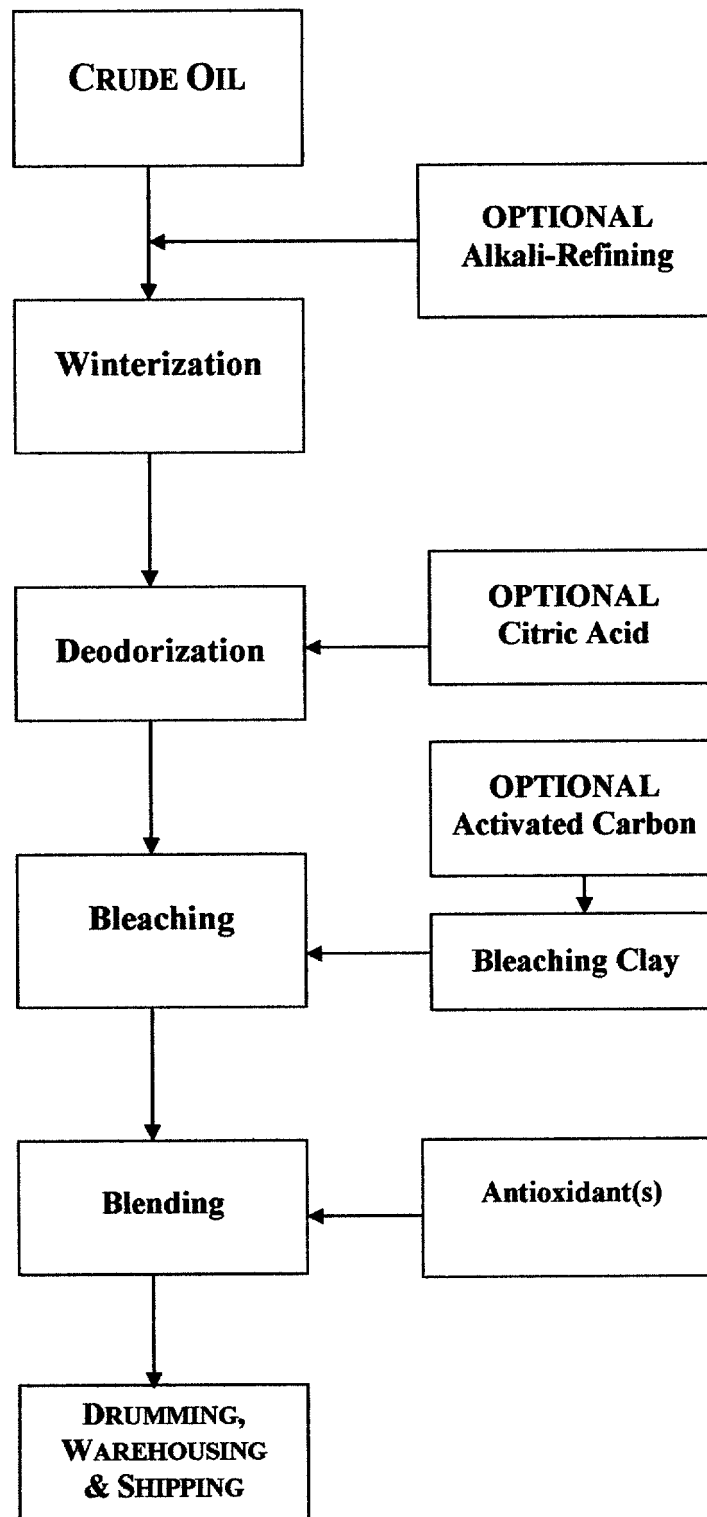 CRUDE OIL
OPTIONAL
Alkali-Refining
Winterization
OPTIONAL
Citric Acid
Deodorization
OPTIONAL
Activated Carbon
Bleaching
Bleaching Clay
Blending
Antioxidant(s)
DRUMMING,
WAREHOUSING
& SHIPPING